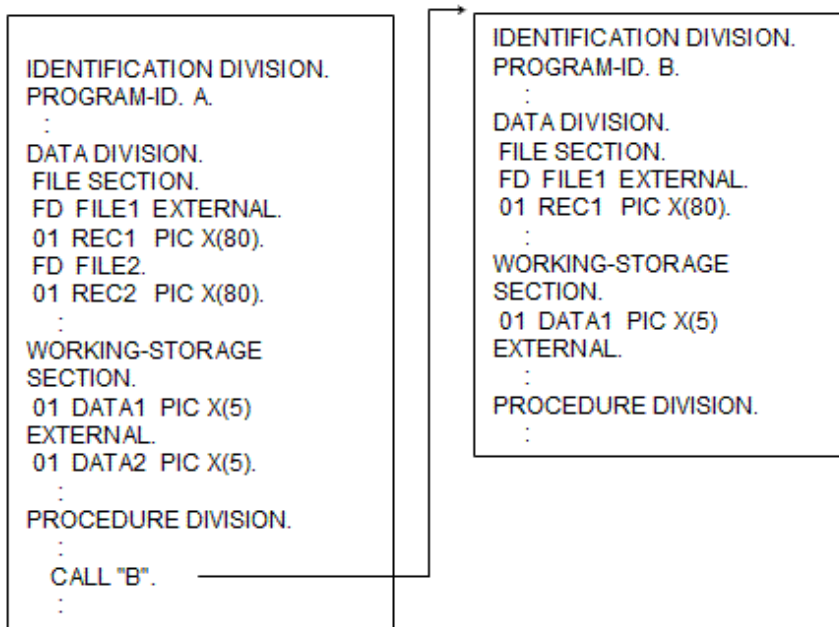 IDENTIFICATION DIVISION.
PROGRAM-ID. A.
:
DATA DIVISION.
FILE SECTION.
FD FILE1 EXTERNAL.
01 REC1 PIC X(80).
FD FILE2.
01 REC2 PIC X(80).
:
WORKING-STORAGE
SECTION.
01 DATA1 PIC X(5)
EXTERNAL.
01 DATA2 PIC X(5).
:
PROCEDURE DIVISION.
:
CALL "B".
:
IDENTIFICATION DIVISION.
PROGRAM-ID. B.
:
DATA DIVISION.
FILE SECTION.
FD FILE1 EXTERNAL.
01 REC1 PIC X(80).
:
WORKING-STORAGE
SECTION.
01 DATA1 PIC X(5)
EXTERNAL.
:
PROCEDURE DIVISION.
: